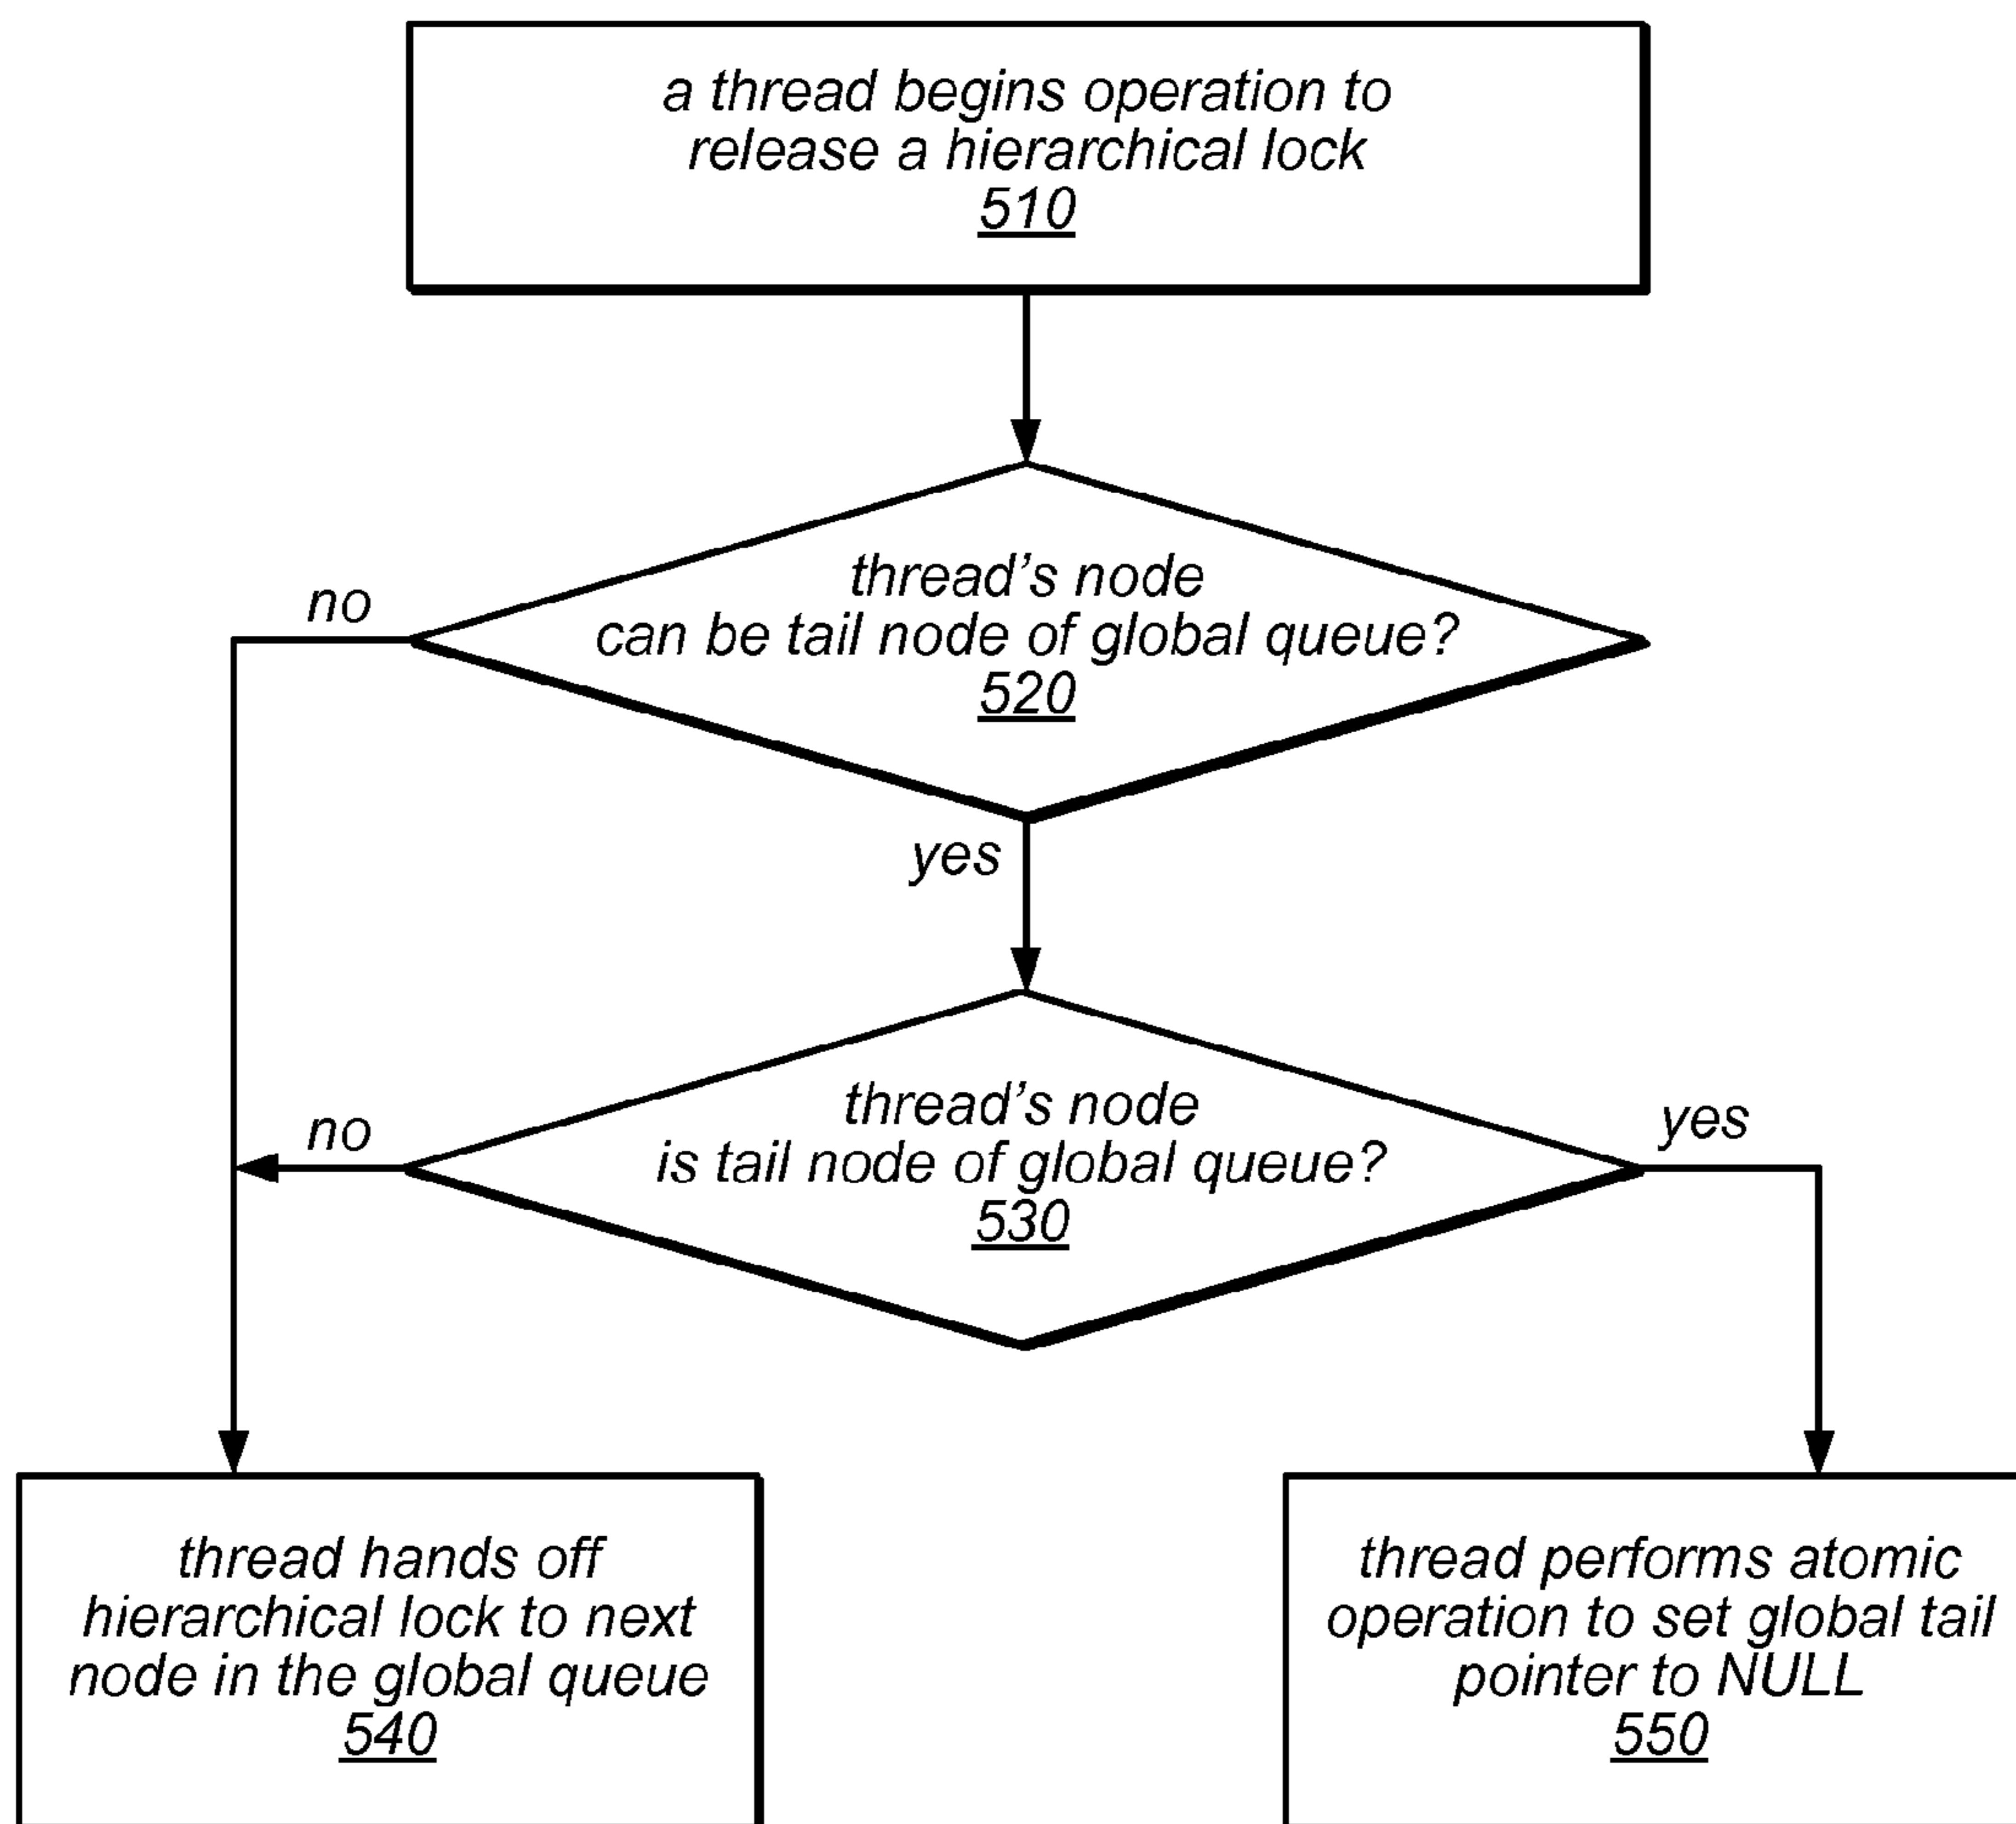 a thread begins operation to
release a hierarchical lock
510
thread's node
can be tail node of global queue?
520
no
yes
thread's node
is tail node of global queue?
530
no
yes
thread hands off
hierarchical lock to next
node in the global queue
540
thread performs atomic
operation to set global tail
pointer to NULL
550